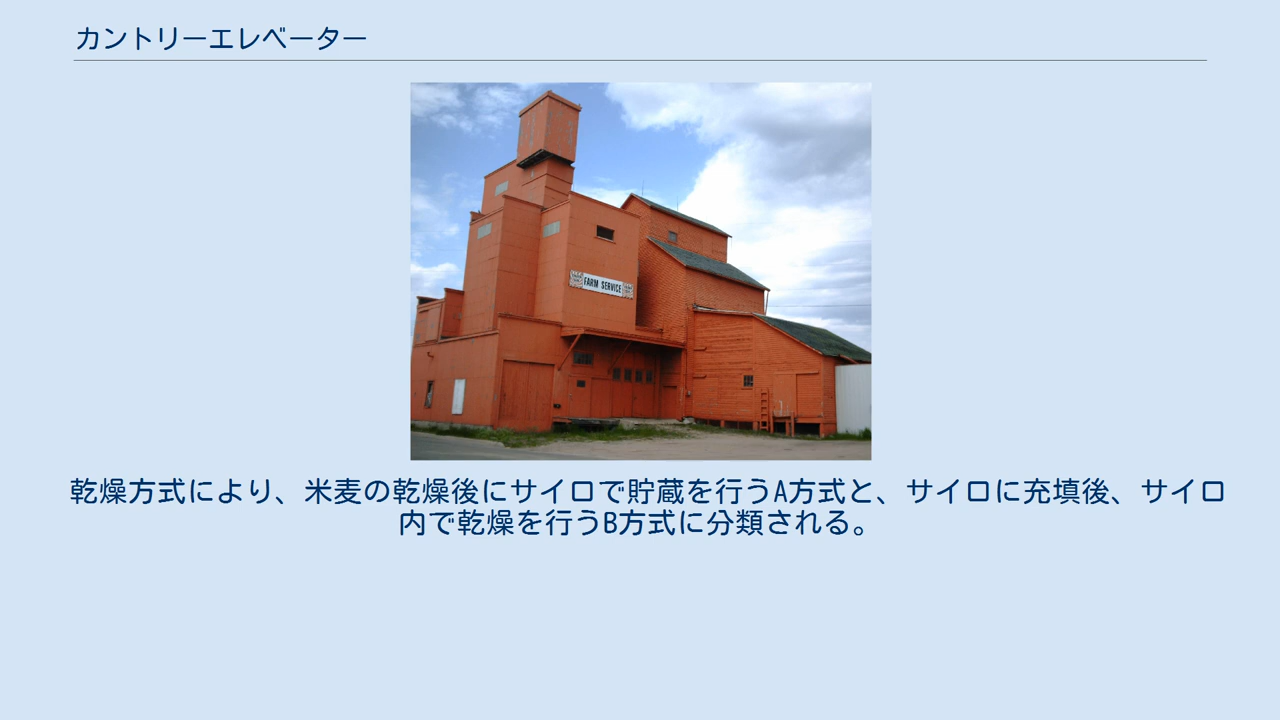 カントリーエレベーター
FARM SERVICE
乾燥方式により、米麦の乾燥後にサイロで貯蔵を行うA方式と、サイロに充填後、サイロ
内で乾燥を行うB方式に分類される。